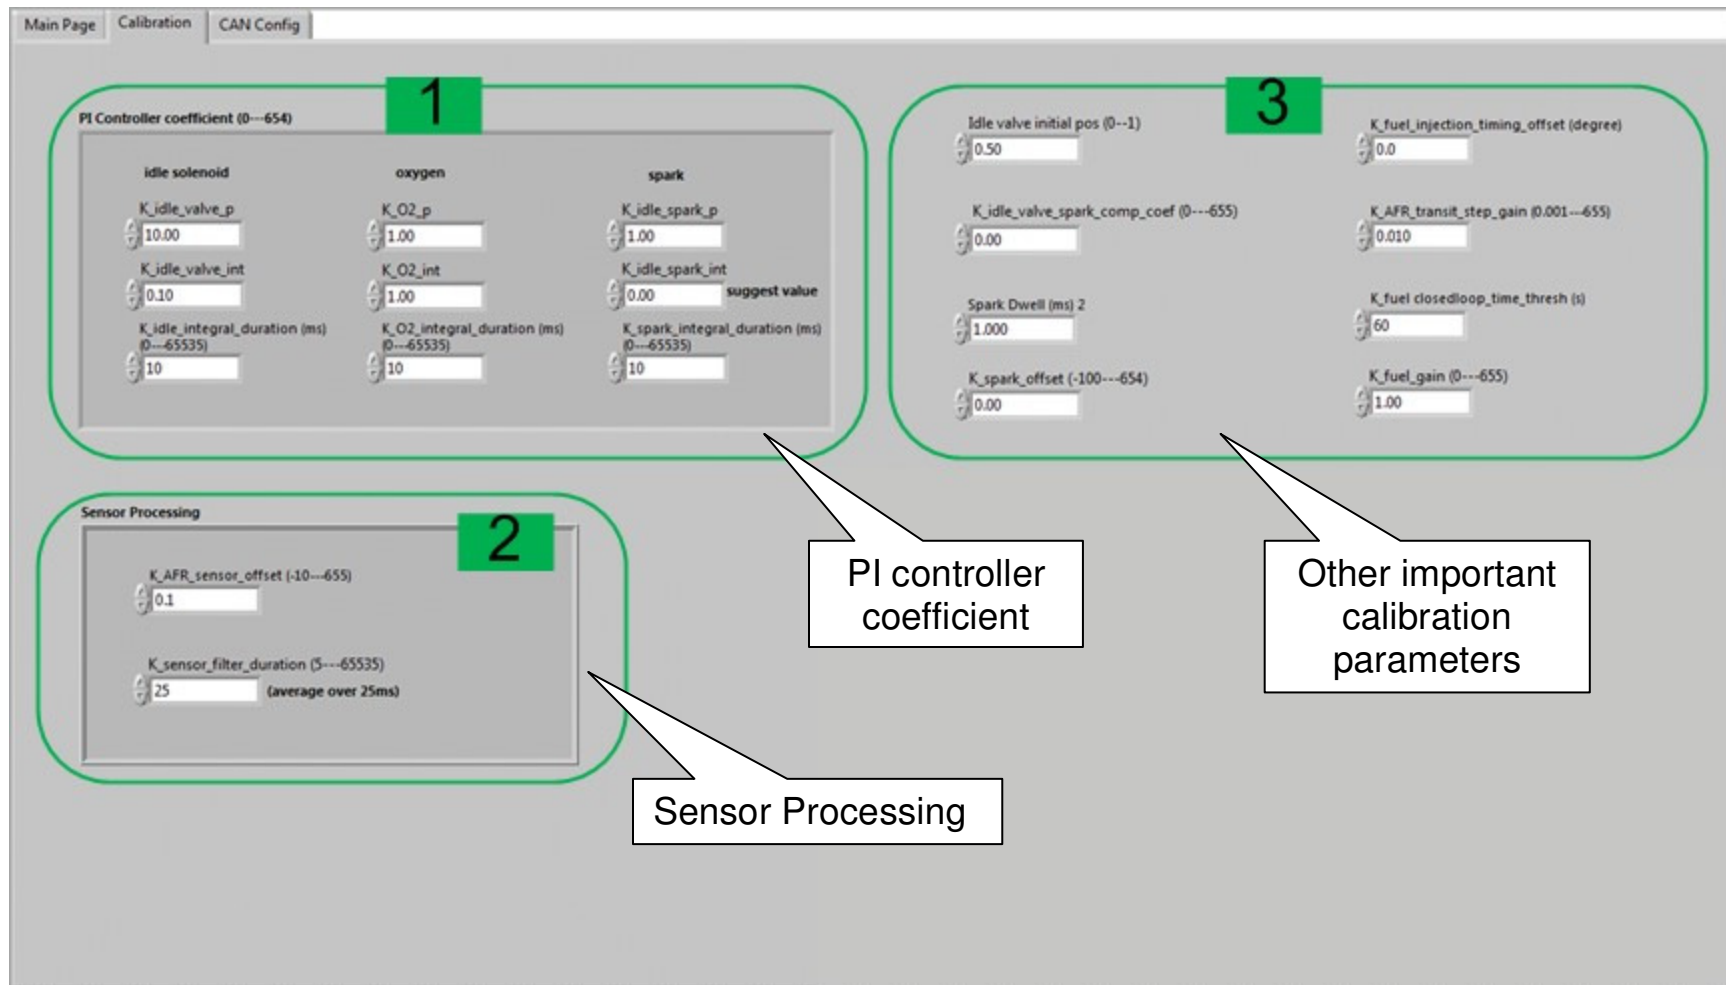 Main Page Calibration CAN Config
1
PI Controller coefficient (0---654)
idle solenoid oxygen spark
K_idle_valve_p K_O2_p K_idle_spark_p
10.00 1.00 1.00
K_idle_valve_int K_O2_int K_idle_spark_int
0.10 1.00 0.00 suggest value
K_idle_integral_duration (ms) K_O2_integral_duration (ms) K_spark_integral_duration (ms)
(0---65535) (0---65535) (0---65535)
10 10 10
3
Idle valve initial pos (0--1) K_fuel_injection_timing_offset (degree)
0.50 0.0
K_idle_valve_spark_comp_coef (0---655) K_AFR_transit_step_gain (0.001---655)
0.00 0.010
Spark Dwell (ms) 2 K_fuel closedloop_time_thresh (s)
1.000 60
K_spark_offset (-100---654) K_fuel_gain (0---655)
0.00 1.00
Sensor Processing
2
K_AFR_sensor_offset (-10---655)
0.1
K_sensor_filter_duration (5---65535)
25 (average over 25ms)
PI controller
coefficient
Other important
calibration
parameters
Sensor Processing